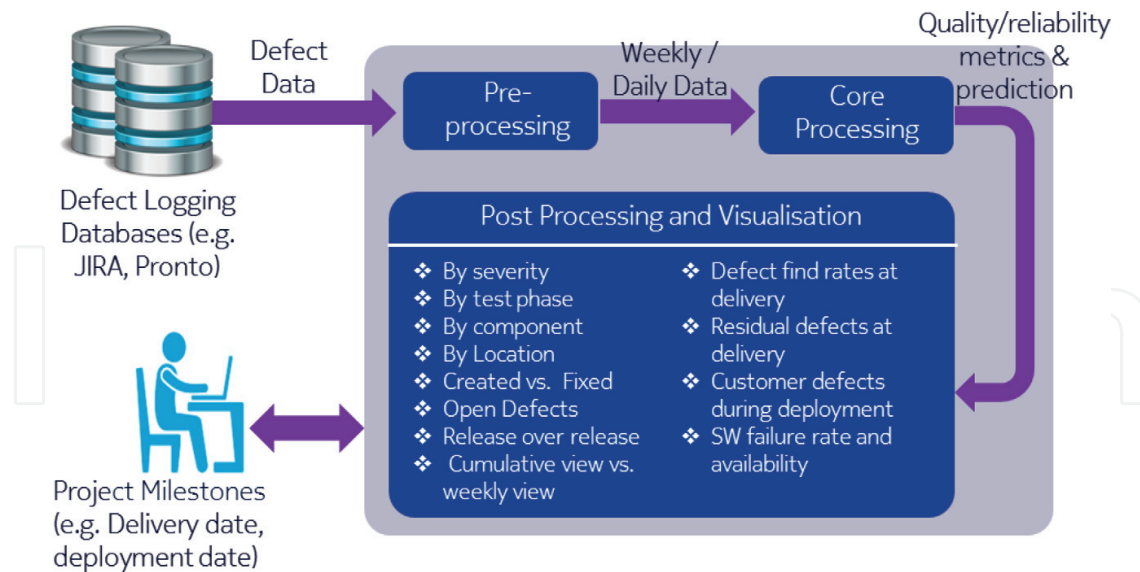 Defect
Data
Weekly /
Daily Data
Quality/reliability
metrics &
prediction
Pre-
processing
Core
Processing
Defect Logging
Databases (e.g.
JIRA, Pronto)
Post Processing and Visualisation
❖ By severity
❖ By test phase
❖ By component
❖ By Location
❖ Created vs. Fixed
❖ Open Defects
❖ Release over release
❖ Cumulative view vs.
weekly view
❖ Defect find rates at
delivery
❖ Residual defects at
delivery
❖ Customer defects
during deployment
❖ SW failure rate and
availability
Project Milestones
(e.g. Delivery date,
deployment date)